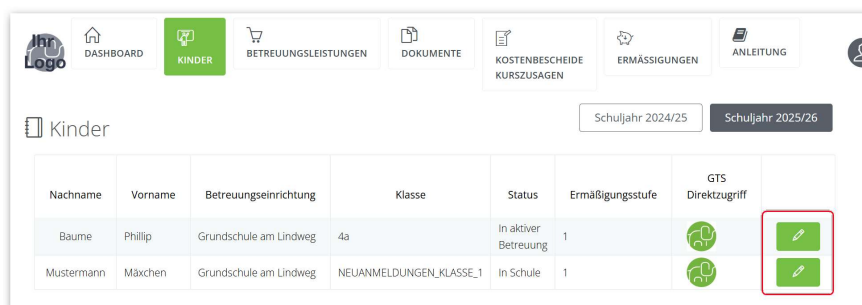 Ihr
Logo
DASHBOARD
KINDER
BETREUUNGSLEISTUNGEN
DOKUMENTE
KOSTENBESCHEIDE
KURZUSAGEN
ERMÄSSIGUNGEN
ANLEITUNG
Kinder
Schuljahr 2024/25 Schuljahr 2025/26
Nachname Vorname Betreuungseinrichtung Klasse Status Ermäßigungsstufe GTS
Direktzugriff
Baume Phillip Grundschule am Lindweg 4a In aktiver
Betreuung 1
Mustermann Mäxchen Grundschule am Lindweg NEUANMELDUNGEN_KLASSE_1 In Schule 1